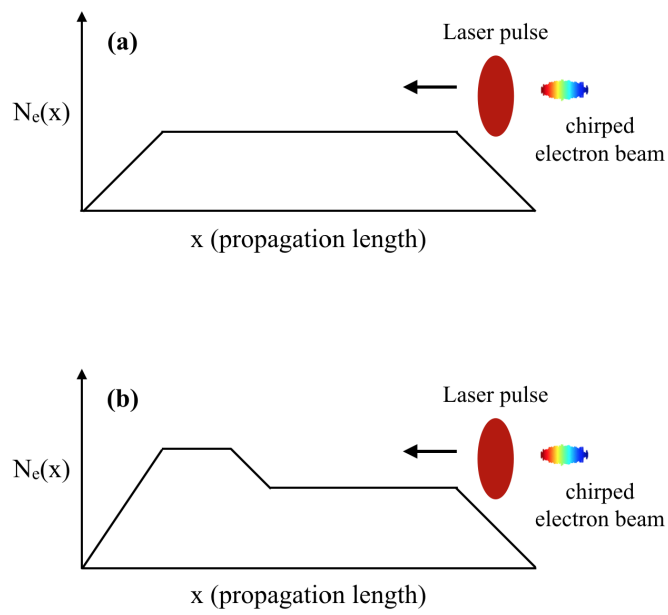 (a)
Laser pulse
Nₑ(x)
chirped
electron beam
x (propagation length)
(b)
Laser pulse
Nₑ(x)
chirped
electron beam
x (propagation length)